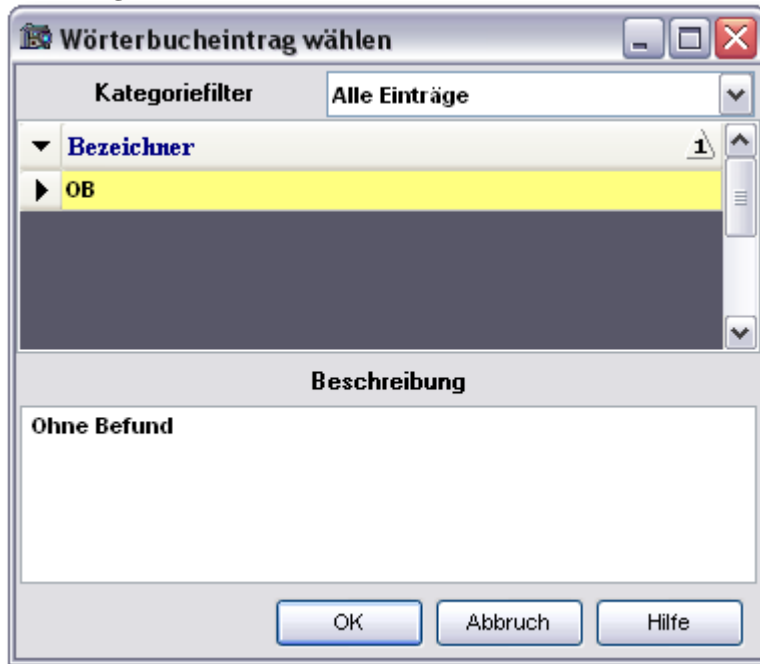 Wörterbucheintrag wählen
Kategoriefilter Alle Einträge
Bezeichner 1
OB
Beschreibung
Ohne Befund
OK Abbruch Hilfe